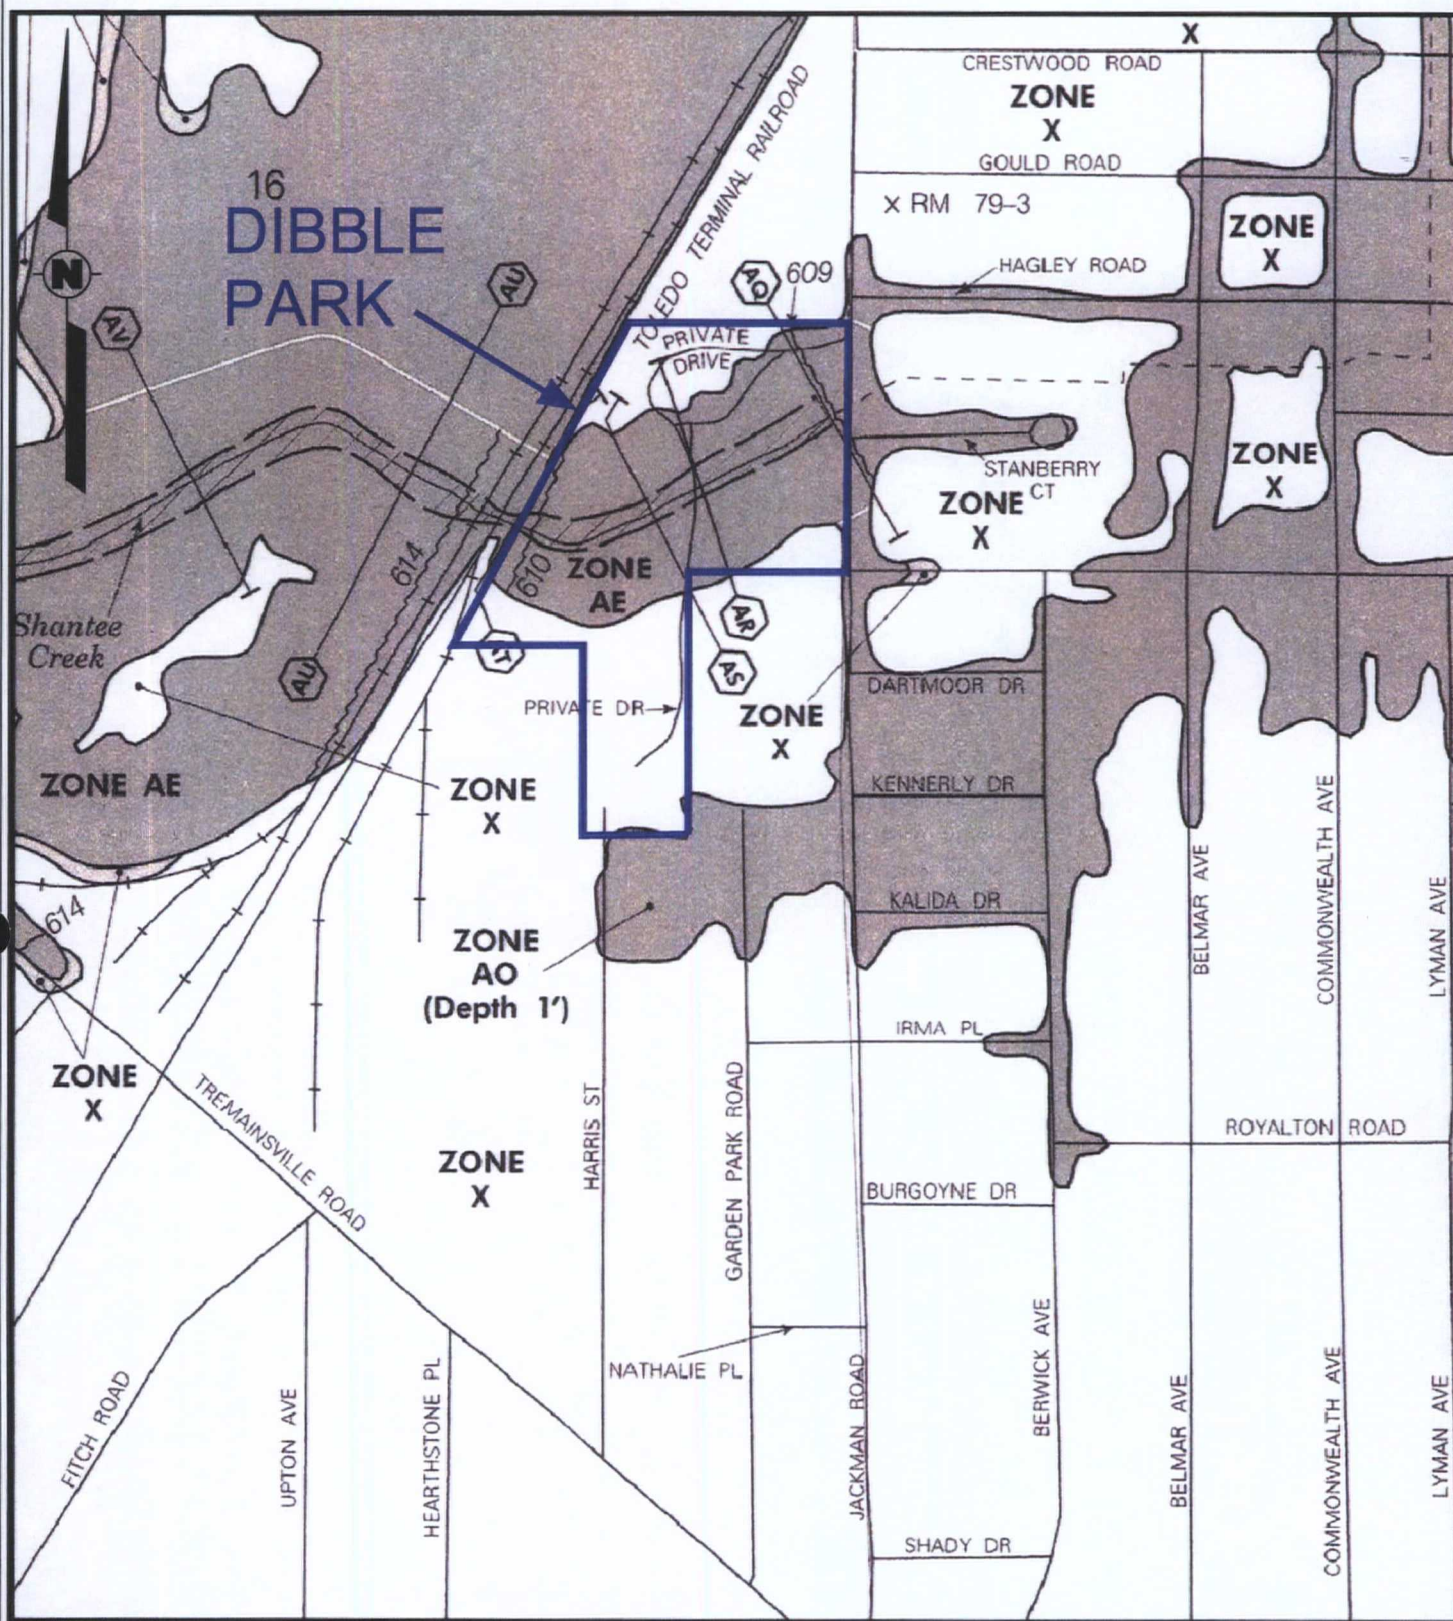 X
CRESTWOOD ROAD
ZONE
X
GOULD ROAD
X RM 79-3
ZONE
X
HAGLEY ROAD
16
DIBBLE
PARK
TOLEDO TERMINAL RAILROAD
N
AV
AU
AQ
609
PRIVATE
DRIVE
STANBERRY
CT
ZONE
X
ZONE
X
614
610
ZONE
AE
Shantee
Creek
AU
AR
AS
DARTMOOR DR
PRIVATE DR
ZONE
X
ZONE AE
ZONE
X
KENNERLY DR
KALIDA DR
614
ZONE
AO
(Depth 1')
BELMAR AVE
COMMONWEALTH AVE
LYMAN AVE
IRMA PL
ZONE
X
TREMAINSVILLE ROAD
HARRIS ST
GARDEN PARK ROAD
ROYALTON ROAD
ZONE
X
BURGOYNE DR
NATHALIE PL
FITCH ROAD
UPTON AVE
HEARTHSTONE PL
JACKMAN ROAD
BERWICK AVE
BELMAR AVE
COMMONWEALTH AVE
LYMAN AVE
SHADY DR